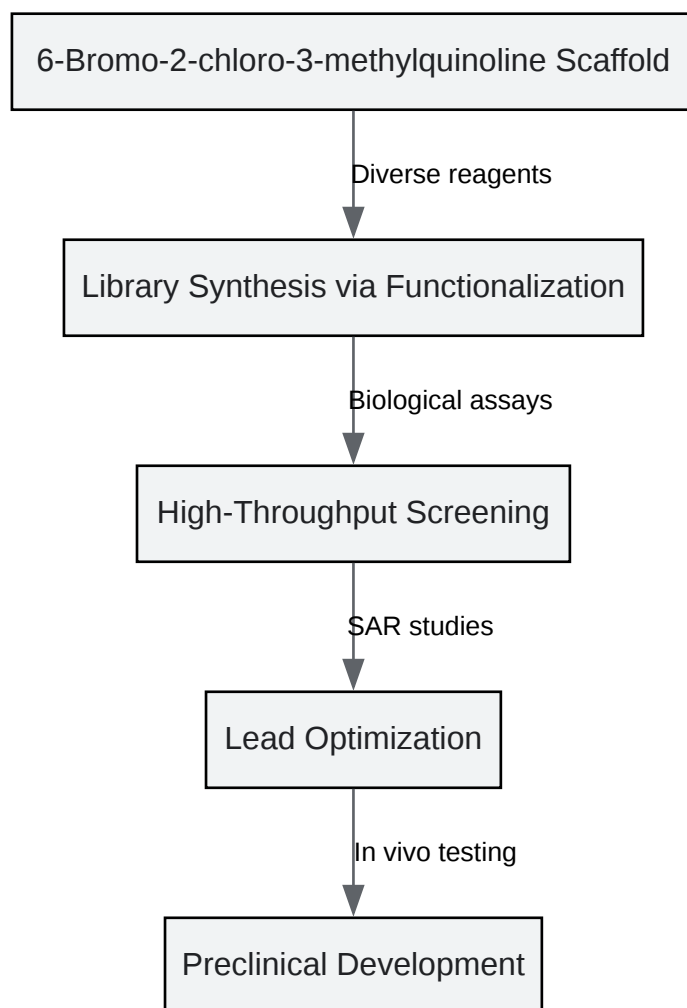 6-Bromo-2-chloro-3-methylquinoline Scaffold
Diverse reagents
Library Synthesis via Functionalization
Biological assays
High-Throughput Screening
SAR studies
Lead Optimization
In vivo testing
Preclinical Development